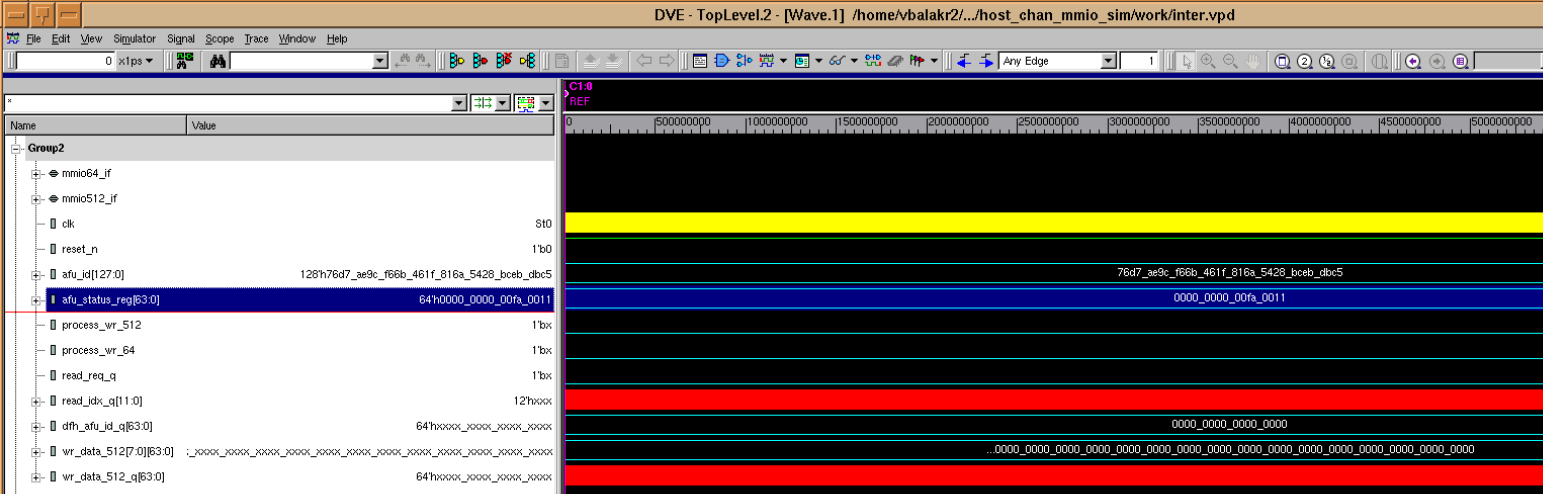 DVE - TopLevel.2 - [Wave.1] /home/vbalakr2/.../host_chan_mmio_sim/work/inter.vpd
File Edit View Simulator Signal Scope Trace Window Help
0 x1ps Any Edge 1
C1:0
* REF
Name Value 0 |500000000 |1000000000 |1500000000 |2000000000 |2500000000 |3000000000 |3500000000 |4000000000 |4500000000 |5000000000
Group2
mmio64_if
mmio512_if
clk St0
reset_n 1'b0
afu_id[127:0] 128'h76d7_ae9c_f66b_461f_816a_5428_bceb_dbc5 76d7_ae9c_f66b_461f_816a_5428_bceb_dbc5
afu_status_reg[63:0] 64'h0000_0000_00fa_0011 0000_0000_00fa_0011
process_wr_512 1'bx
process_wr_64 1'bx
read_req_q 1'bx
read_idx_q[11:0] 12'hxxx
dfh_afu_id_q[63:0] 64'hxxxx_xxxx_xxxx_xxxx 0000_0000_0000_0000
wr_data_512[7:0][63:0] :_xxxx_xxxx_xxxx_xxxx_xxxx_xxxx_xxxx_xxxx_xxxx_xxxx_xxxx_xxxx ...0000_0000_0000_0000_0000_0000_0000_0000_0000_0000_0000_0000_0000_0000_0000_0000
wr_data_512_q[63:0] 64'hxxxx_xxxx_xxxx_xxxx